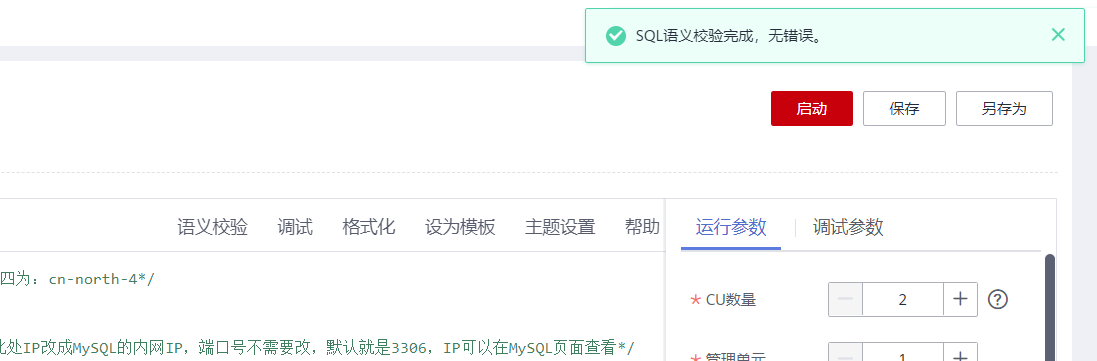 SQL语义校验完成，无错误。
启动 保存 另存为
语义校验 调试 格式化 设为模板 主题设置 帮助 运行参数 调试参数
四为：cn-north-4*/
* CU数量 2
此处IP改成MySQL的内网IP，端口号不需要改，默认就是3306，IP可以在MySQL页面查看*/
* 管理单元 1